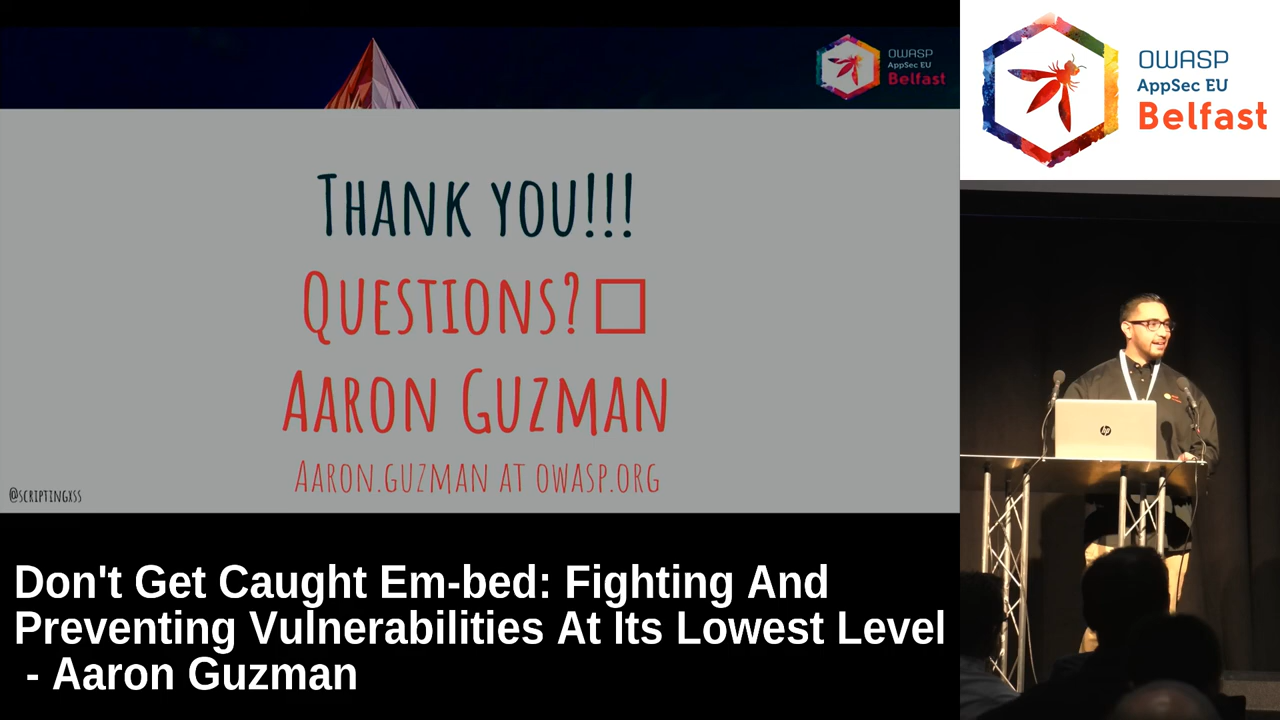 OWASP
AppSec EU
Belfast
THANK YOU!!!
QUESTIONS?
AARON GUZMAN
AARON.GUZMAN AT OWASP.ORG
@SCRIPTINGXSS
Don't Get Caught Em-bed: Fighting And
Preventing Vulnerabilities At Its Lowest Level
- Aaron Guzman
OWASP
AppSec EU
Belfast
hp